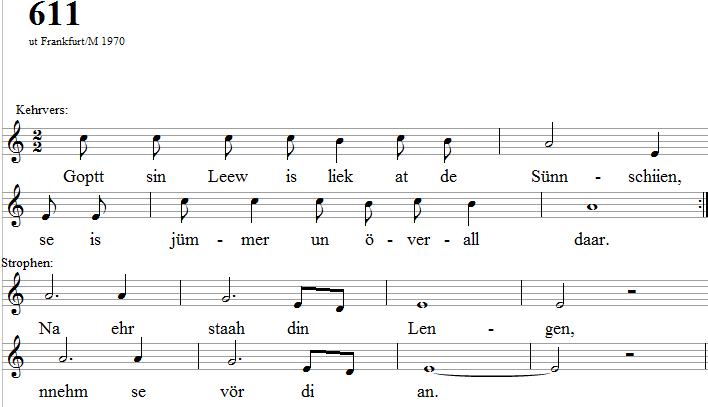 611
ut Frankfurt/M 1970
Kehrvers:
Goptt sin Leew is liek at de Sünn - schiien,
se is jüm - mer un ö - ver - all daar.
Strophen:
Na ehr staah din Len - gen,
nnehm se vör di an.